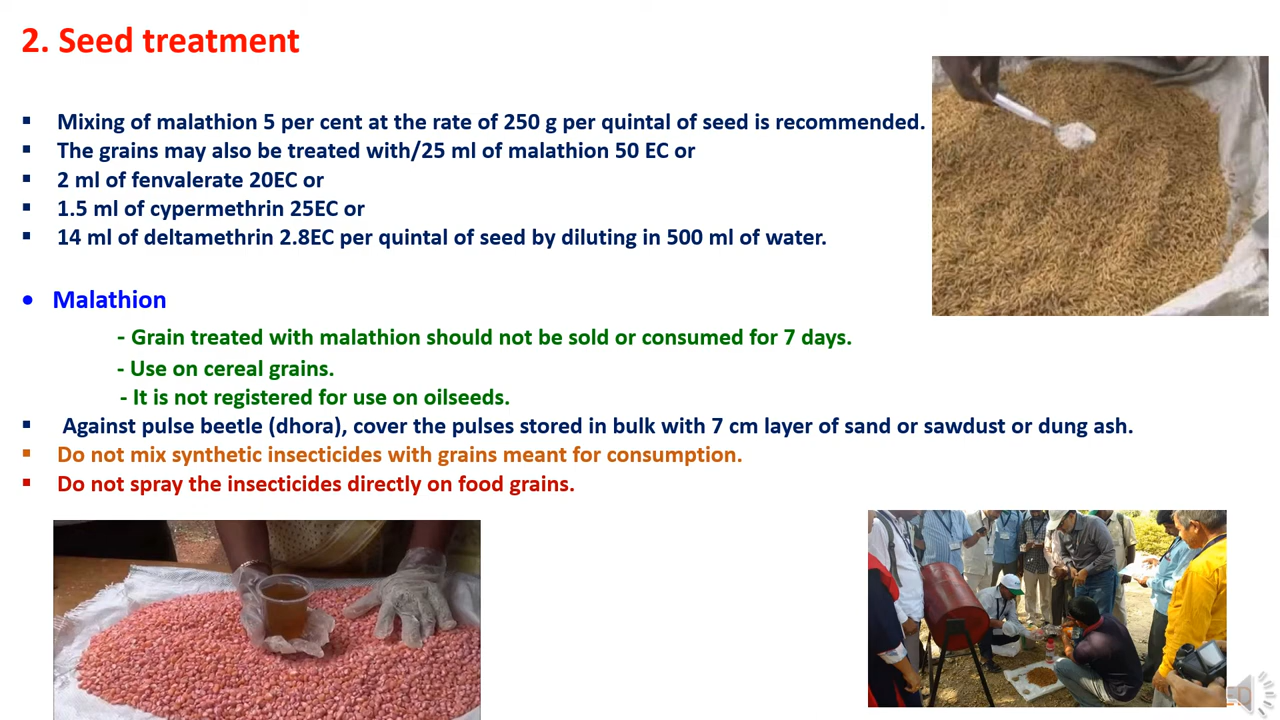 2. Seed treatment
▪ Mixing of malathion 5 per cent at the rate of 250 g per quintal of seed is recommended.
▪ The grains may also be treated with/25 ml of malathion 50 EC or
▪ 2 ml of fenvalerate 20EC or
▪ 1.5 ml of cypermethrin 25EC or
▪ 14 ml of deltamethrin 2.8EC per quintal of seed by diluting in 500 ml of water.
• Malathion
- Grain treated with malathion should not be sold or consumed for 7 days.
- Use on cereal grains.
- It is not registered for use on oilseeds.
▪ Against pulse beetle (dhora), cover the pulses stored in bulk with 7 cm layer of sand or sawdust or dung ash.
▪ Do not mix synthetic insecticides with grains meant for consumption.
▪ Do not spray the insecticides directly on food grains.